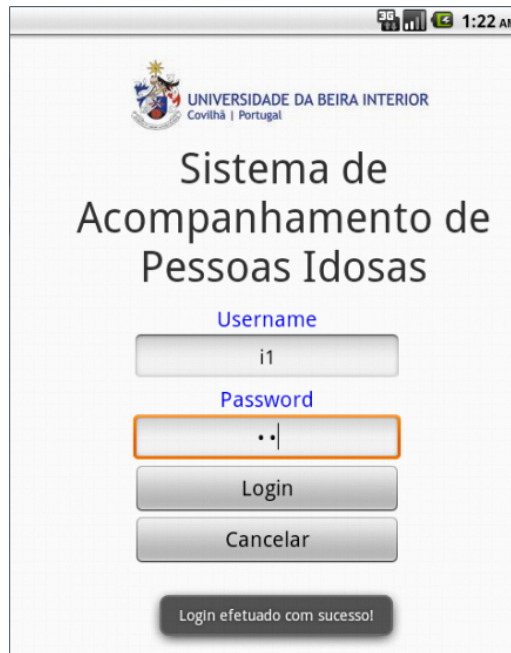 3G 1:22 AM
UNIVERSIDADE DA BEIRA INTERIOR
Covilhã | Portugal
Sistema de
Acompanhamento de
Pessoas Idosas
Username
i1
Password
••
Login
Cancelar
Login efetuado com sucesso!